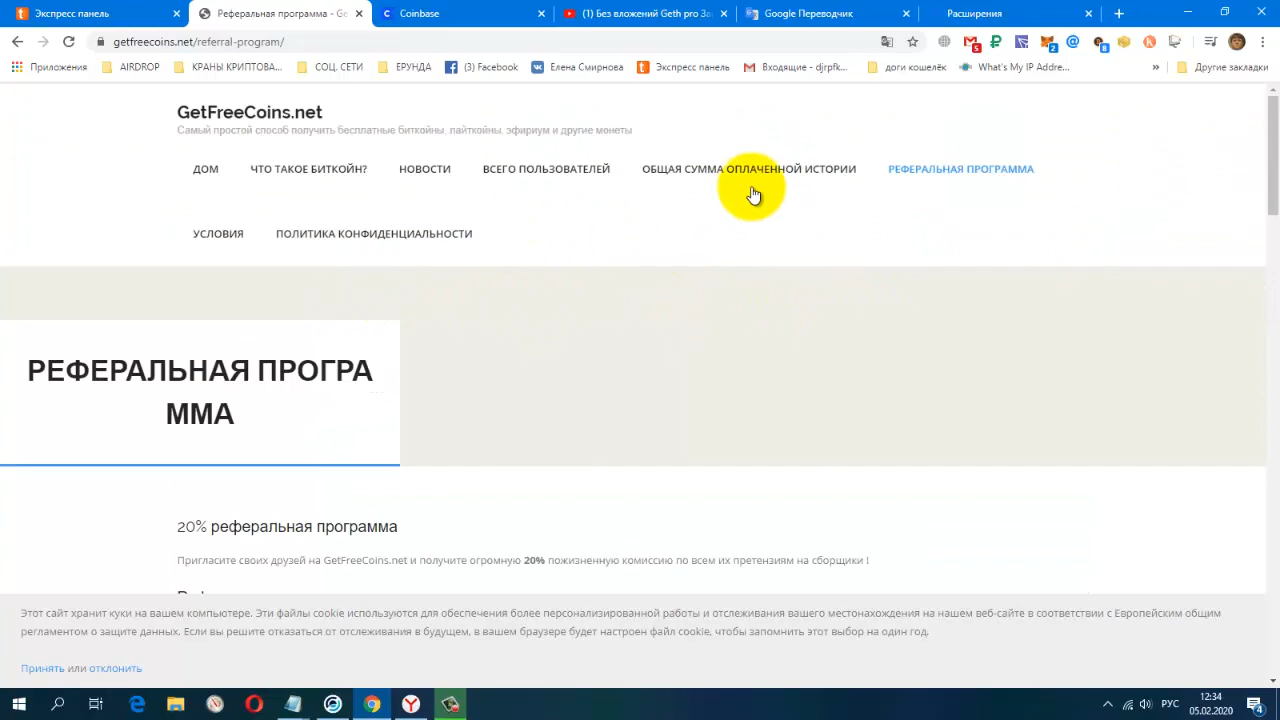 Экспресс панель
Реферальная программа - Ge
Coinbase
(1) Без вложений Geth pro За
Google Переводчик
Расширения
getfreecoins.net/referral-program/
Приложения
AIRDROP
КРАНЫ КРИПТОВА...
СОЦ. СЕТИ
ЕРУНДА
(3) Facebook
Елена Смирнова
Экспресс панель
Входящие - djrpfk...
доги кошелёк
What's My IP Addre...
»
Другие закладки
GetFreeCoins.net
Самый простой способ получить бесплатные биткойны, лайткойны, эфириум и другие монеты
ДОМ
ЧТО ТАКОЕ БИТКОЙН?
НОВОСТИ
ВСЕГО ПОЛЬЗОВАТЕЛЕЙ
ОБЩАЯ СУММА ОПЛАЧЕННОЙ ИСТОРИИ
РЕФЕРАЛЬНАЯ ПРОГРАММА
УСЛОВИЯ
ПОЛИТИКА КОНФИДЕНЦИАЛЬНОСТИ
РЕФЕРАЛЬНАЯ ПРОГРА
ММА
20% реферальная программа
Пригласите своих друзей на GetFreeCoins.net и получите огромную 20% пожизненную комиссию по всем их претензиям на сборщики !
Этот сайт хранит куки на вашем компьютере. Эти файлы cookie используются для обеспечения более персонализированной работы и отслеживания вашего местонахождения на нашем веб-сайте в соответствии с Европейским общим
регламентом о защите данных. Если вы решите отказаться от отслеживания в будущем, в вашем браузере будет настроен файл cookie, чтобы запомнить этот выбор на один год.
Принять или отклонить
РУС
12:34
05.02.2020